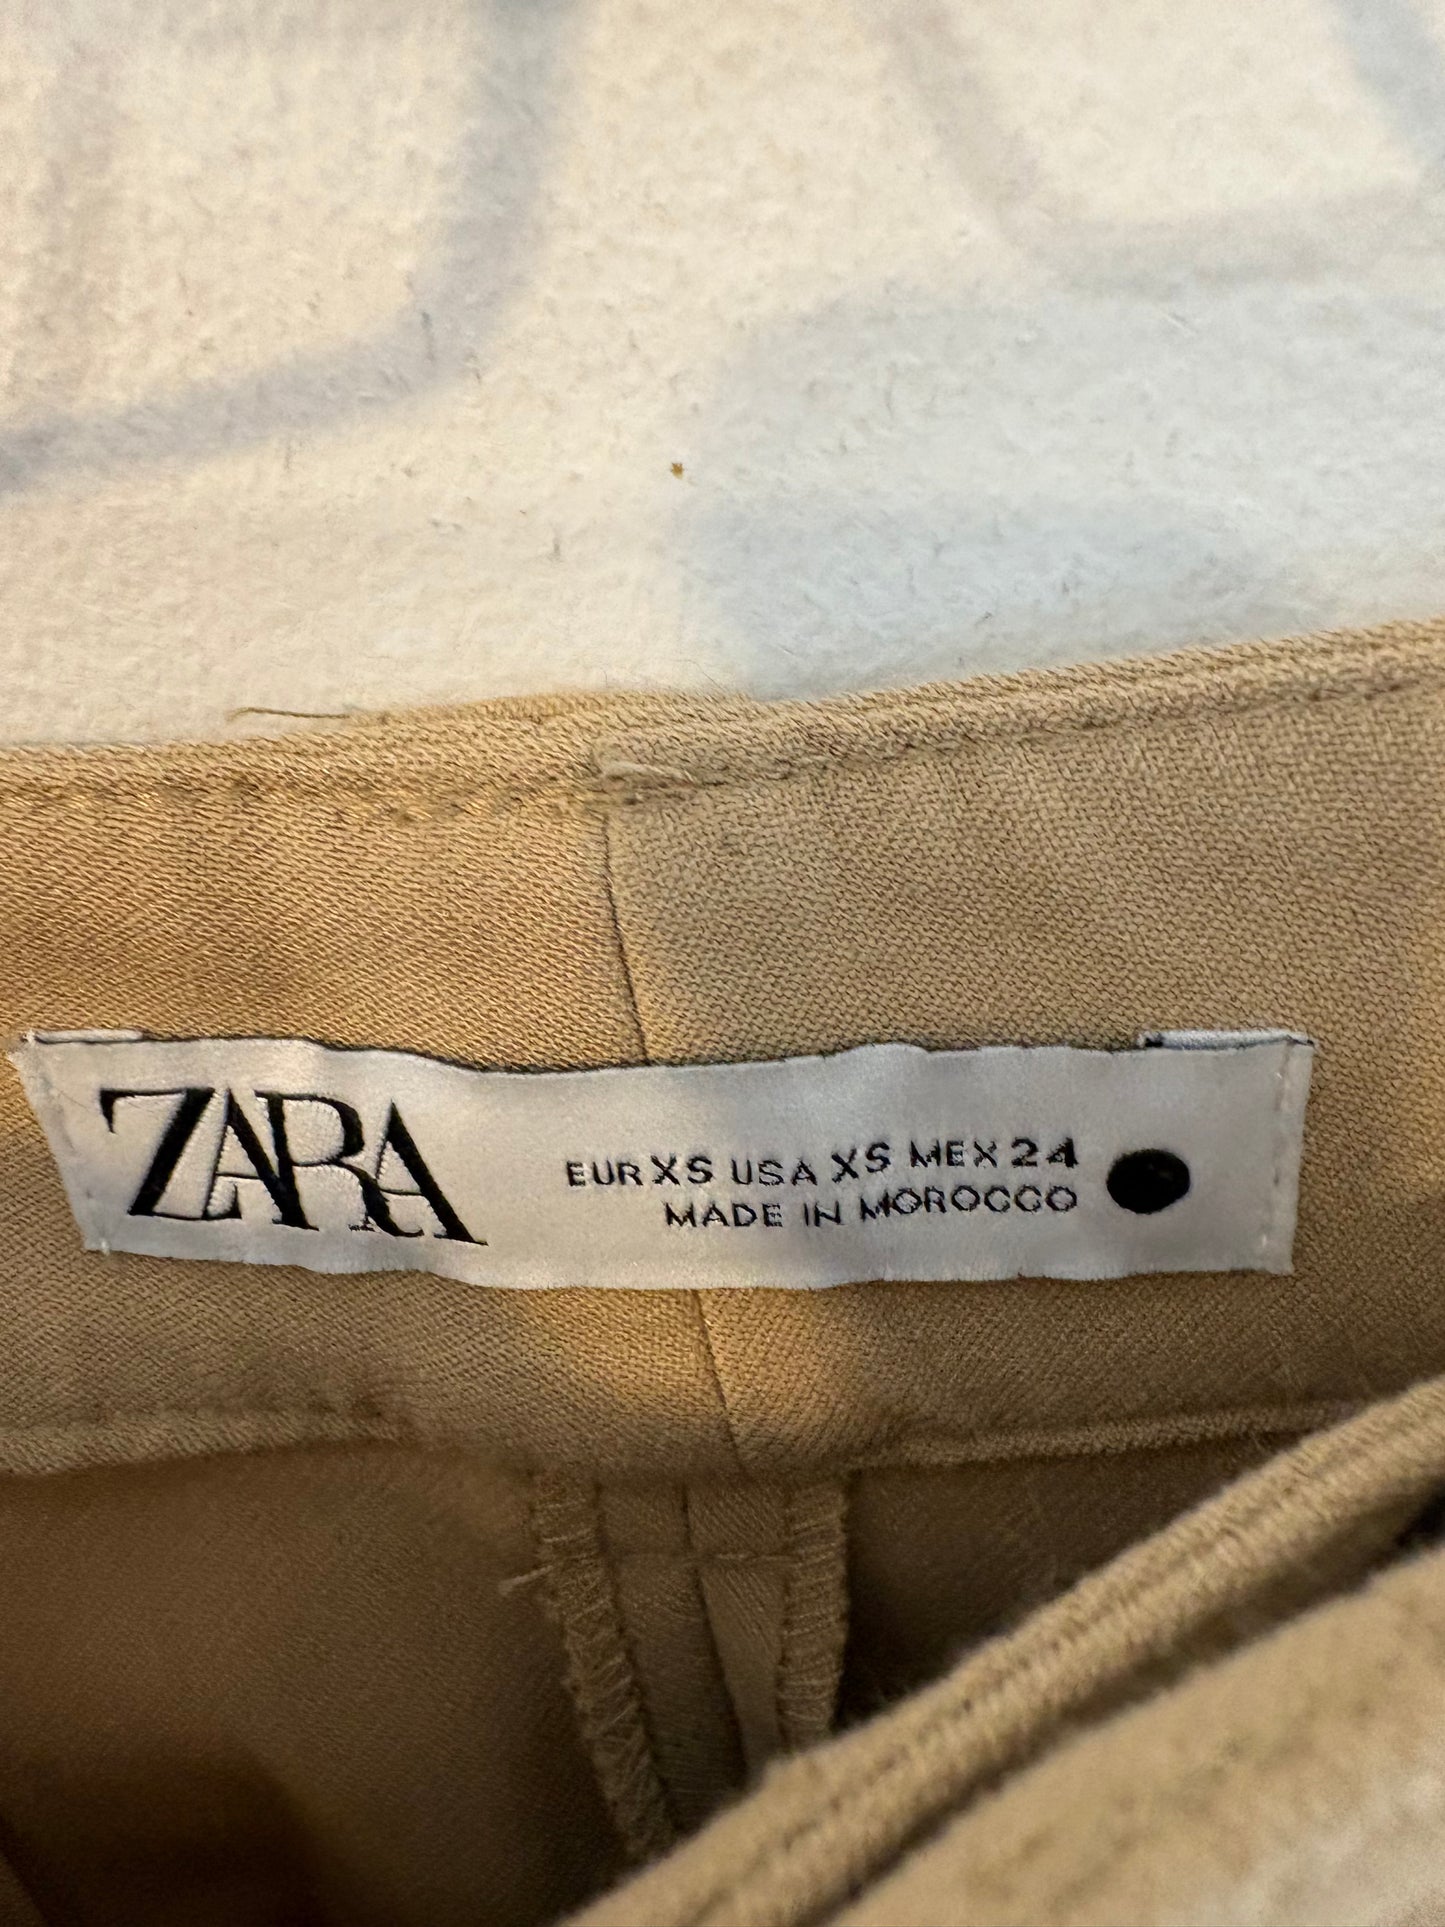 ZARA
EUR XS USA XS MEX 24
MADE IN MOROCCO